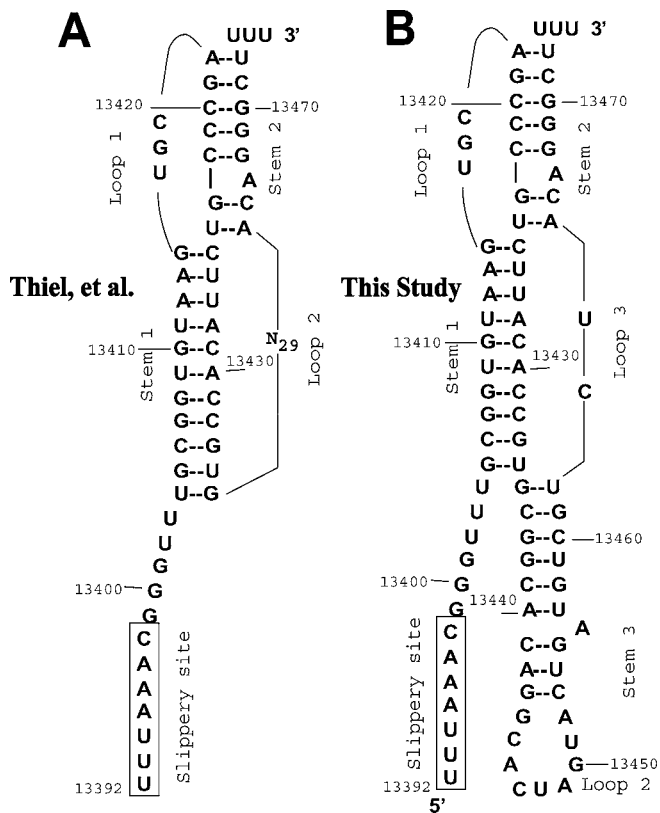 A
UUU 3’
A--U
G--C
13420 C--G 13470
C--G
C--G
A
G--C
U--A
C
G
U
Loop 1
Stem 2
Thiel, et al.
G--C
A--U
A--U
U--A
13410 G--C
U--A 13430
G--C
G--C
C--G
G--U
U--G
Stem 1
N29
Loop 2
U
U
G
13400 G
G
C
A
A
A
U
U
13392 U
Slippery site
B
UUU 3’
A--U
G--C
13420 C--G 13470
C--G
C--G
A
G--C
U--A
C
G
U
Loop 1
Stem 2
This Study
G--C
A--U
A--U
U--A
13410 G--C
U--A 13430
G--C
G--C
C--G
G--U
Stem 1
U
C
Loop 3
U
U
U
G
13400 G
G
C
A
A
A
U
U
13392 U
5’
Slippery site
G--U
C--G
G--C 13460
G--U
C--G
13440 A--U
A
C--G
A--U
G--C
G A
C U
A G 13450
C U A
Stem 3
Loop 2